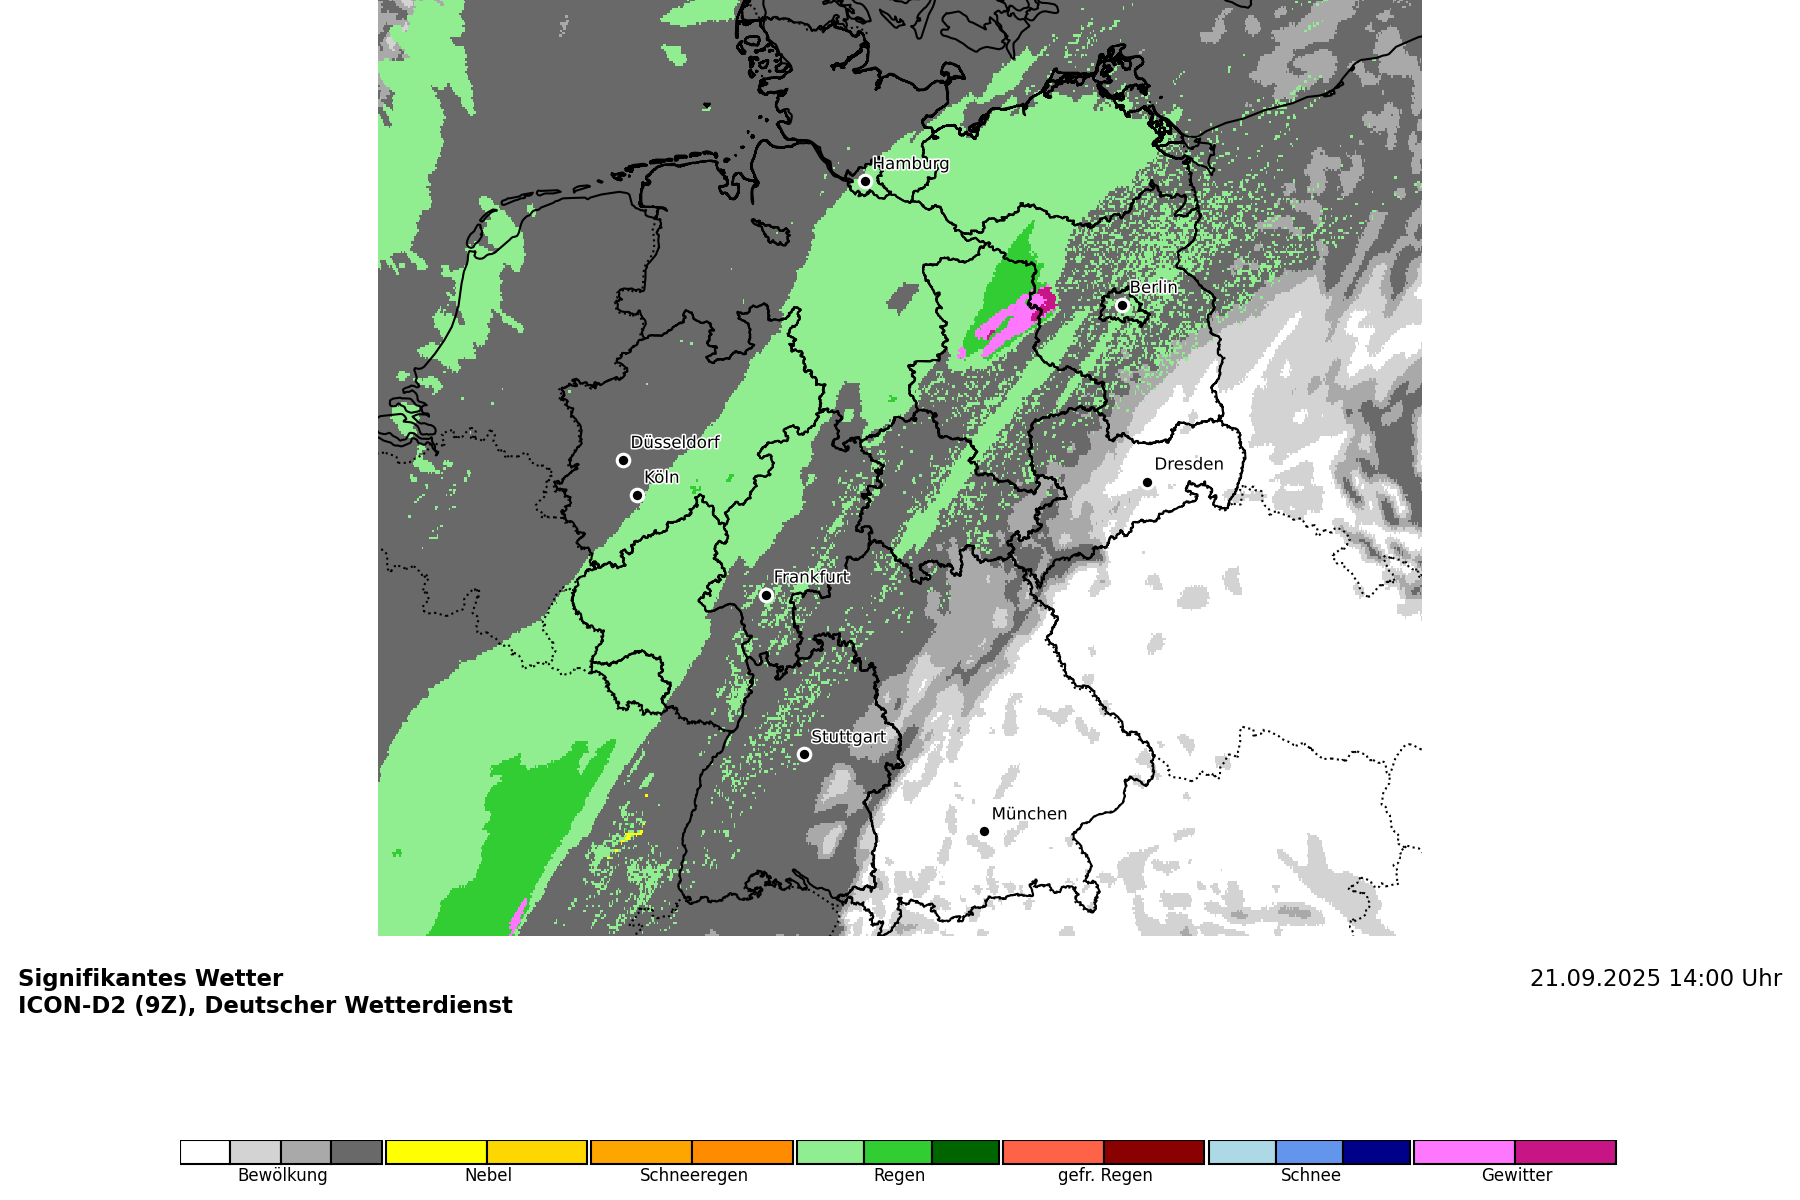 Hamburg
Berlin
Düsseldorf
Köln
Dresden
Frankfurt
Stuttgart
München
Signifikantes Wetter
21.09.2025 14:00 Uhr
ICON-D2 (9Z), Deutscher Wetterdienst
Bewölkung Nebel Schneeregen Regen gefr. Regen Schnee Gewitter